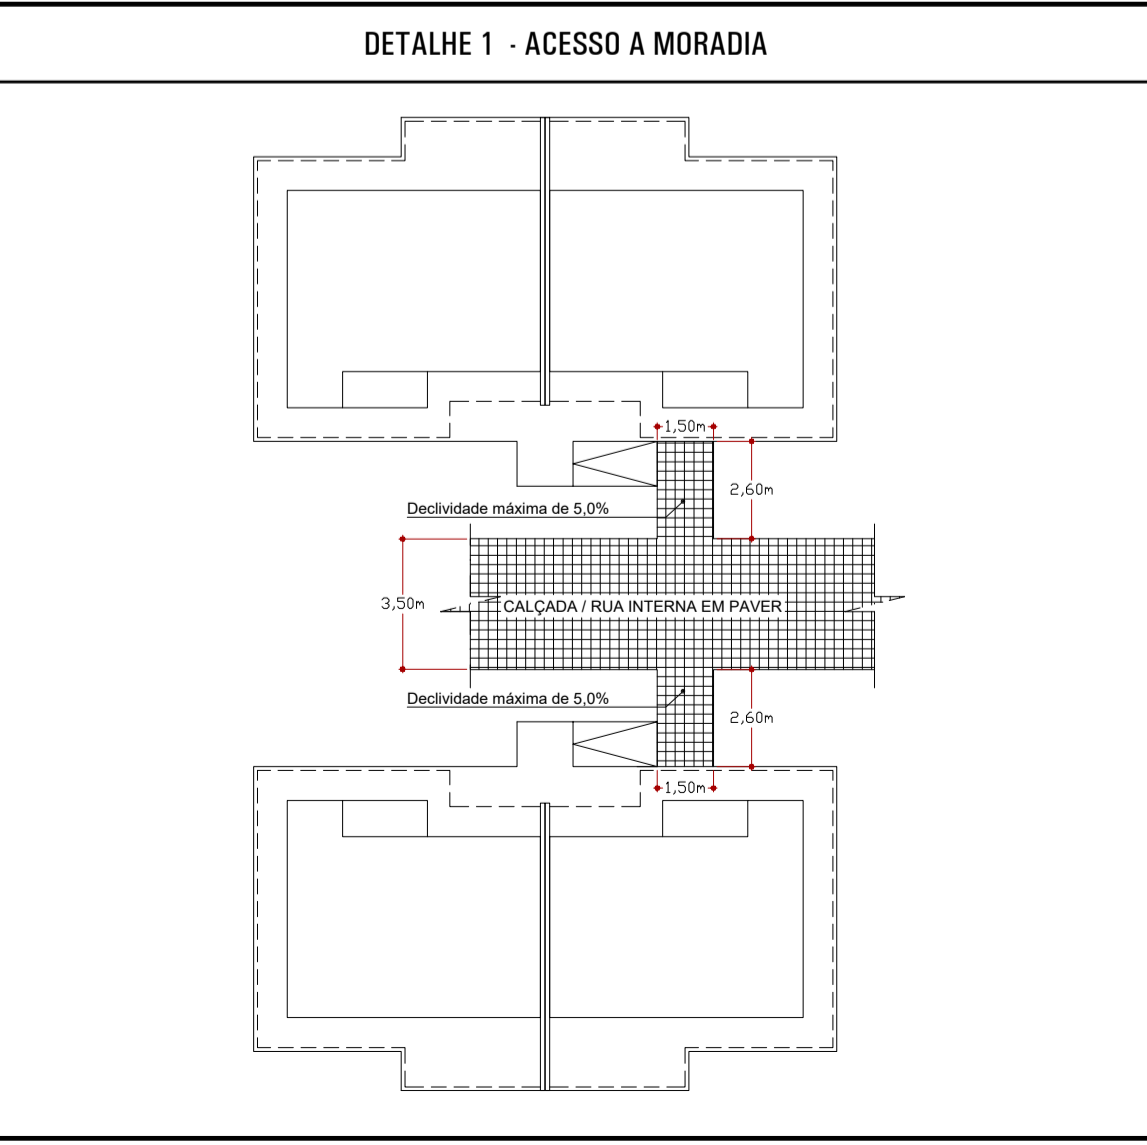 DETALHE 1 - ACESSO A MORADIA
1,50m
2,60m
Declividade máxima de 5,0%
3,50m
CALÇADA / RUA INTERNA EM PAVER
Declividade máxima de 5,0%
2,60m
1,50m